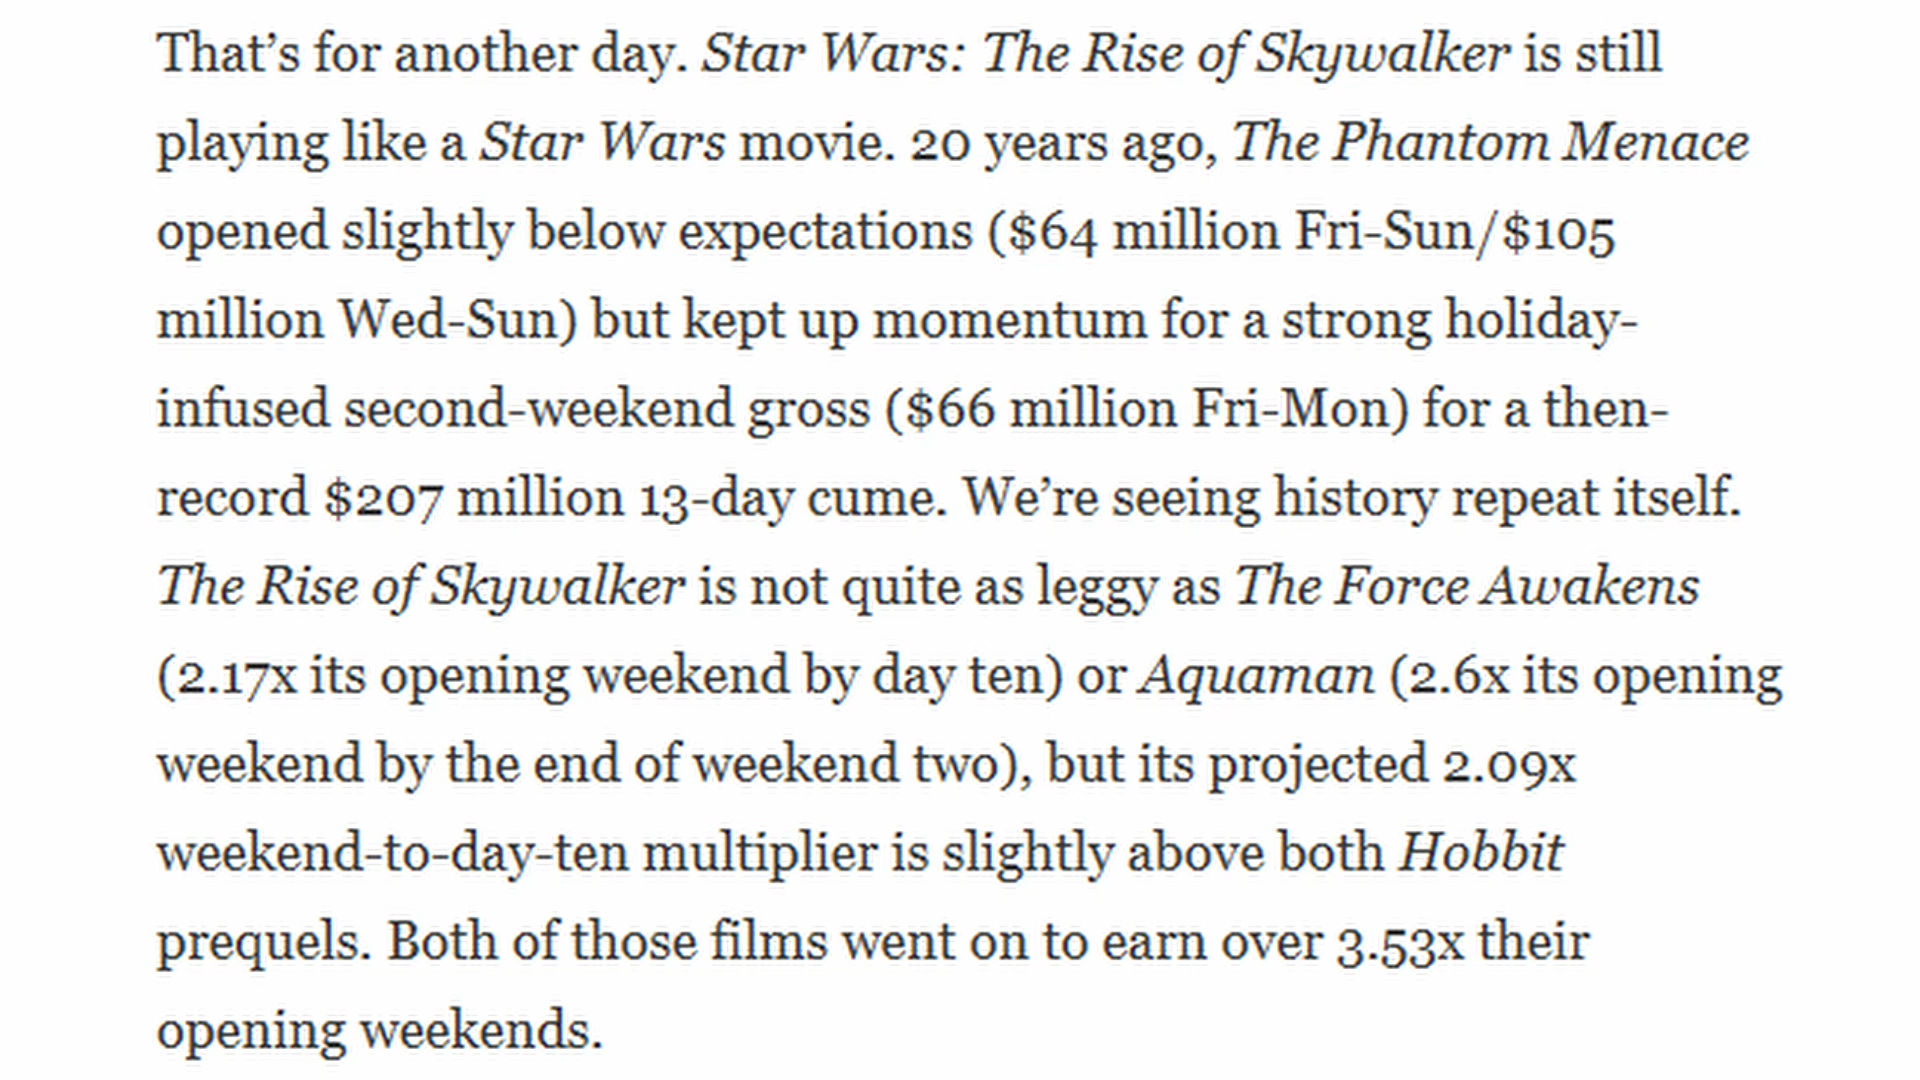 That’s for another day. Star Wars: The Rise of Skywalker is still
playing like a Star Wars movie. 20 years ago, The Phantom Menace
opened slightly below expectations ($64 million Fri-Sun/$105
million Wed-Sun) but kept up momentum for a strong holiday-
infused second-weekend gross ($66 million Fri-Mon) for a then-
record $207 million 13-day cume. We’re seeing history repeat itself.
The Rise of Skywalker is not quite as leggy as The Force Awakens
(2.17x its opening weekend by day ten) or Aquaman (2.6x its opening
weekend by the end of weekend two), but its projected 2.09x
weekend-to-day-ten multiplier is slightly above both Hobbit
prequels. Both of those films went on to earn over 3.53x their
opening weekends.